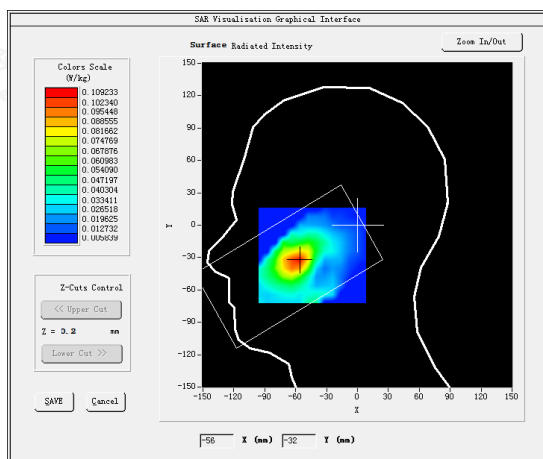 SAR Visualisation Graphical Interface
Surface Radiated Intensity
Zoom In/Out
Colors Scale
(W/kg)
0.109233
0.102340
0.095448
0.088555
0.081662
0.074769
0.067876
0.060983
0.054090
0.047197
0.040304
0.033411
0.026518
0.019625
0.012732
0.005839
Z-Cuts Control
<< Upper Cut
Z = 0.2 mm
Lower Cut >>
SAVE Cancel
150
120
90
60
30
0
-30
-60
-90
-120
-150
Y
-150 -120 -90 -60 -30 0 30 60 90 120 150
X
-56 X (mm) -32 Y (mm)